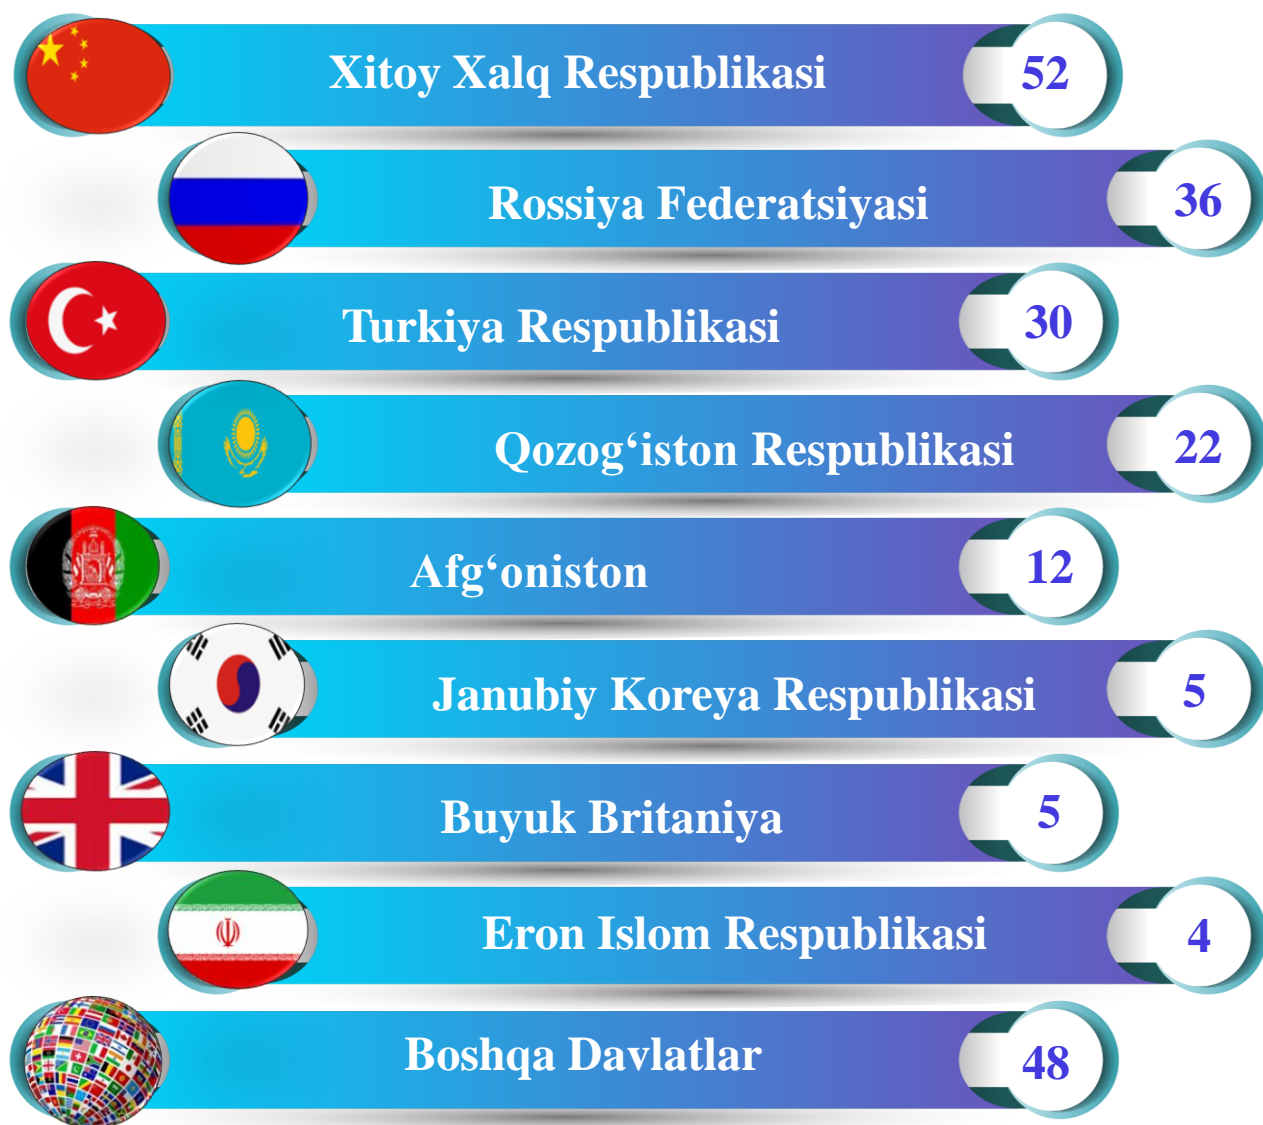 Xitoy Xalq Respublikasi 52
Rossiya Federatsiyasi 36
Turkiya Respublikasi 30
Qozog‘iston Respublikasi 22
Afg‘oniston 12
Janubiy Koreya Respublikasi 5
Buyuk Britaniya 5
Eron Islom Respublikasi 4
Boshqa Davlatlar 48